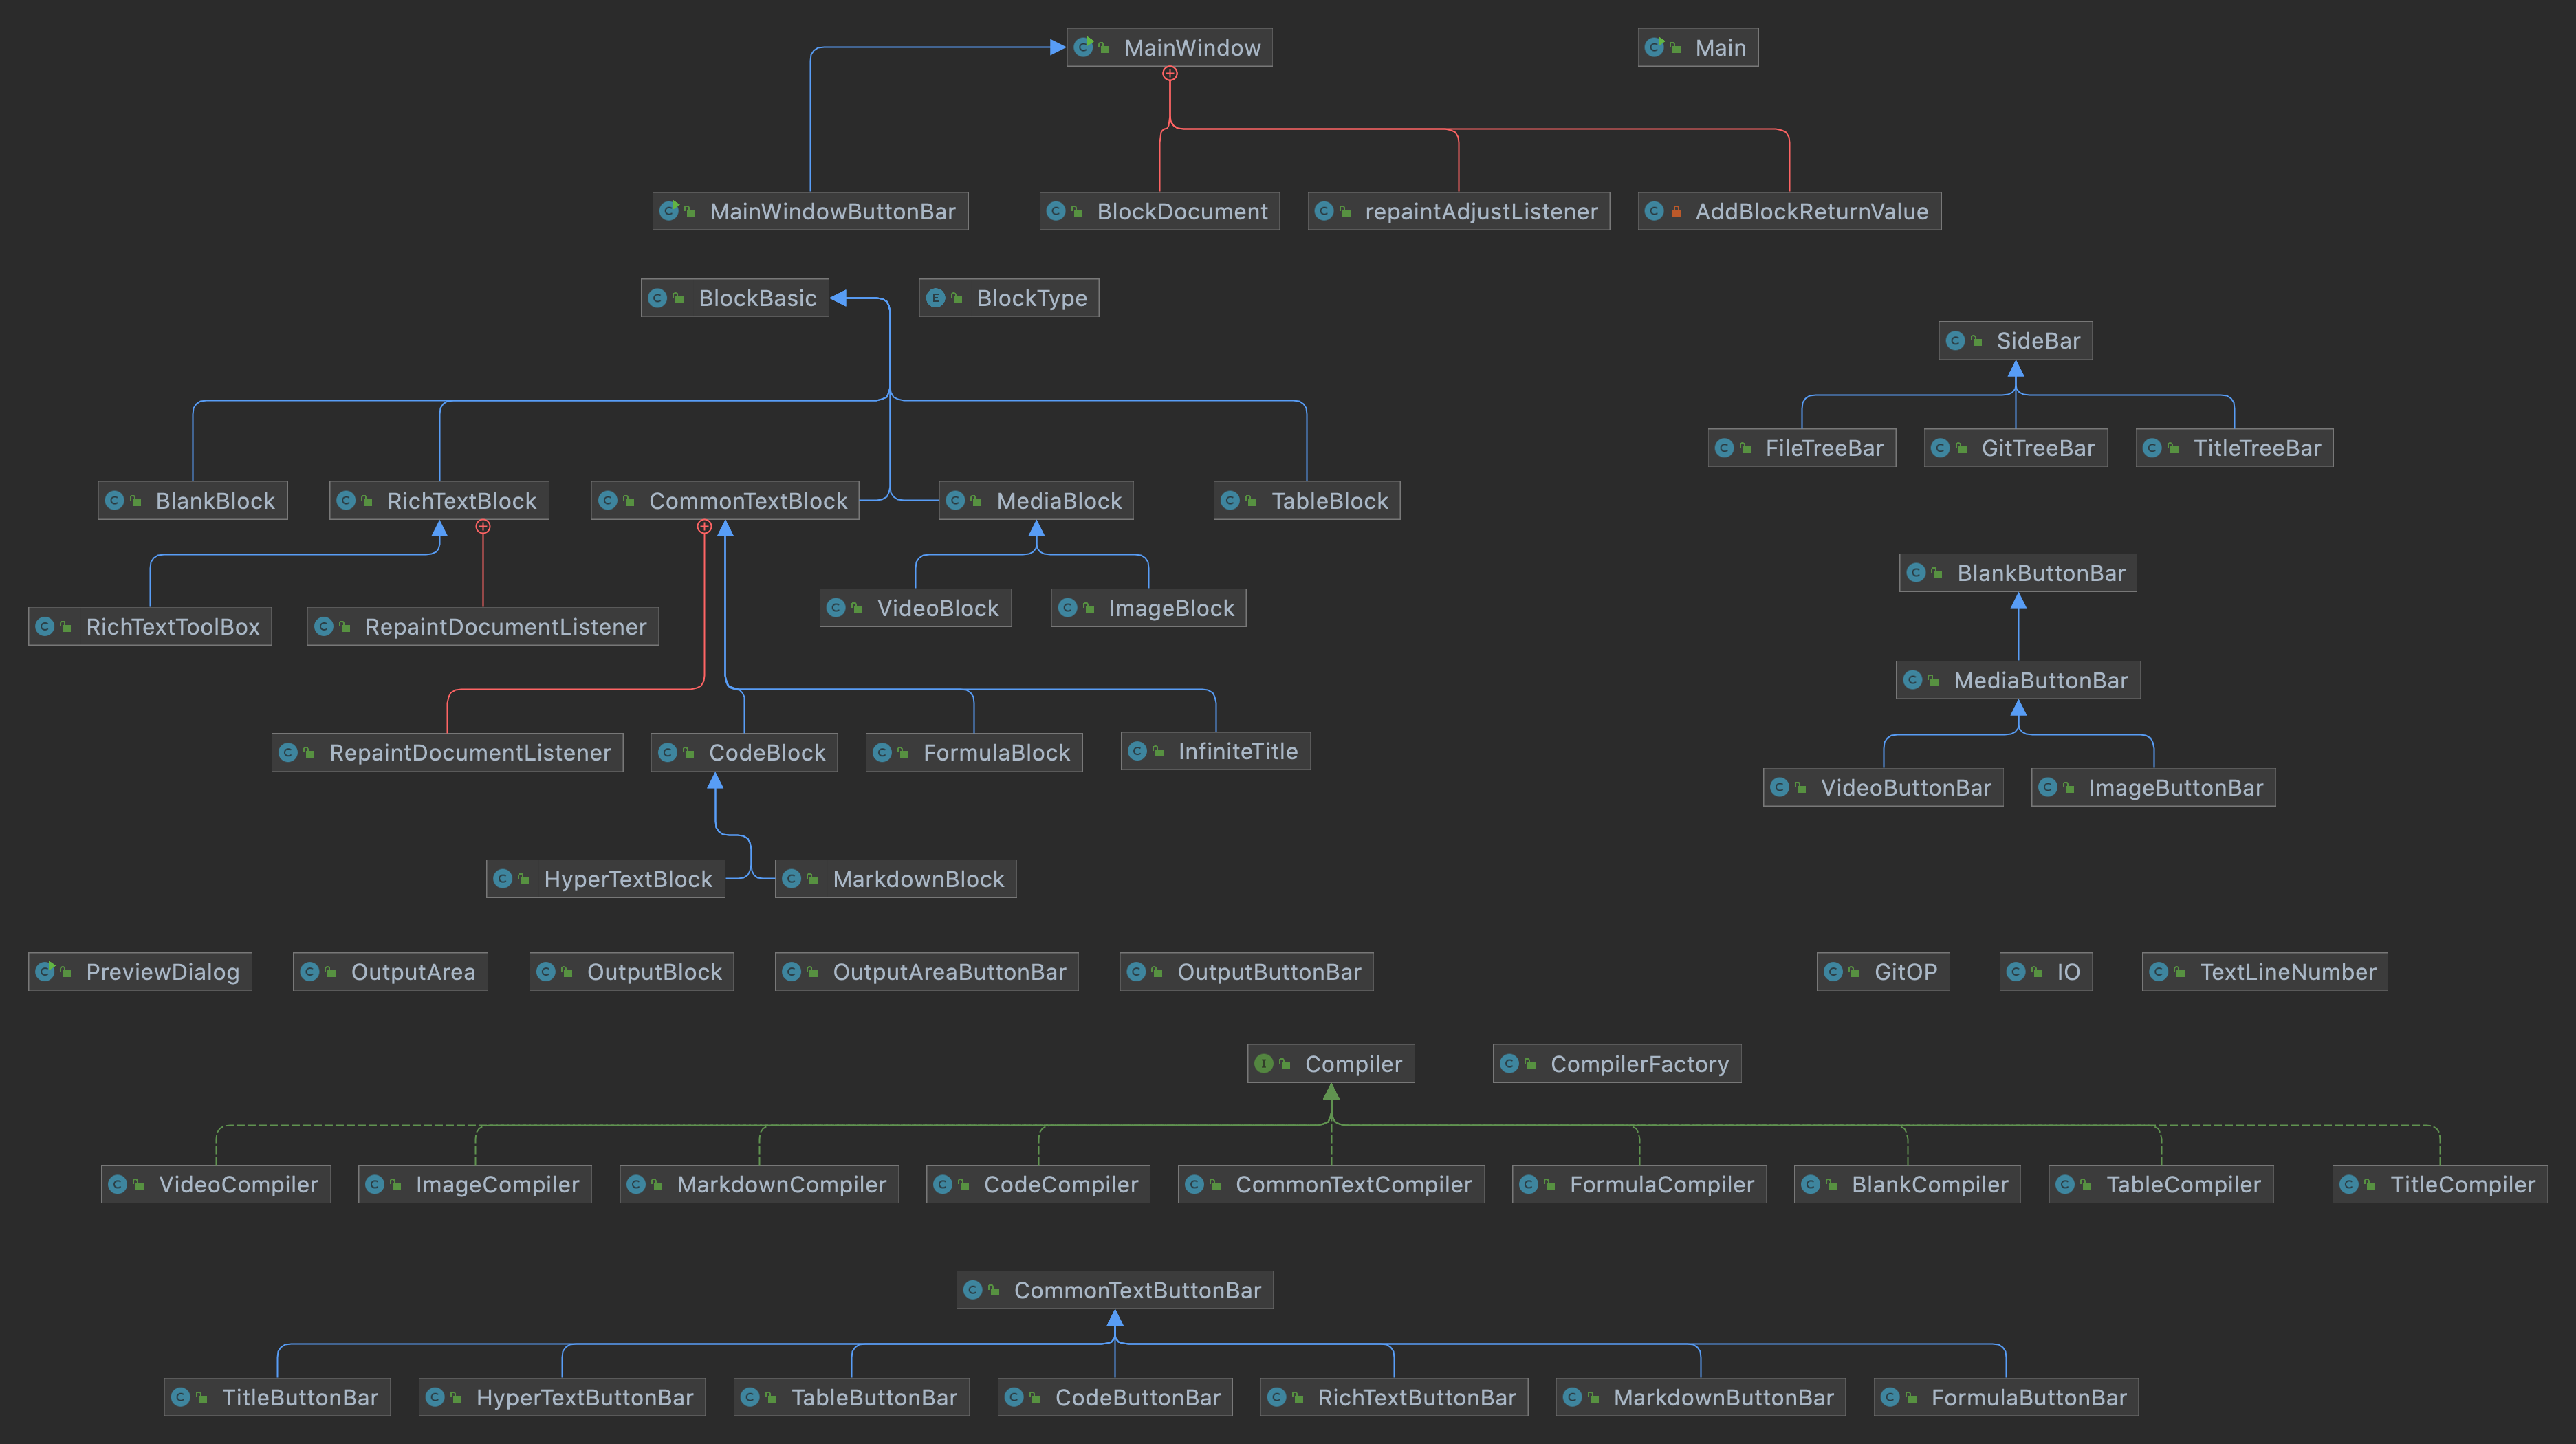 MainWindow
Main
MainWindowButtonBar
BlockDocument
repaintAdjustListener
AddBlockReturnValue
BlockBasic
BlockType
SideBar
FileTreeBar
GitTreeBar
TitleTreeBar
BlankBlock
RichTextBlock
CommonTextBlock
MediaBlock
TableBlock
BlankButtonBar
VideoBlock
ImageBlock
RichTextToolBox
RepaintDocumentListener
MediaButtonBar
RepaintDocumentListener
CodeBlock
FormulaBlock
InfiniteTitle
VideoButtonBar
ImageButtonBar
HyperTextBlock
MarkdownBlock
PreviewDialog
OutputArea
OutputBlock
OutputAreaButtonBar
OutputButtonBar
GitOP
IO
TextLineNumber
Compiler
CompilerFactory
VideoCompiler
ImageCompiler
MarkdownCompiler
CodeCompiler
CommonTextCompiler
FormulaCompiler
BlankCompiler
TableCompiler
TitleCompiler
CommonTextButtonBar
TitleButtonBar
HyperTextButtonBar
TableButtonBar
CodeButtonBar
RichTextButtonBar
MarkdownButtonBar
FormulaButtonBar